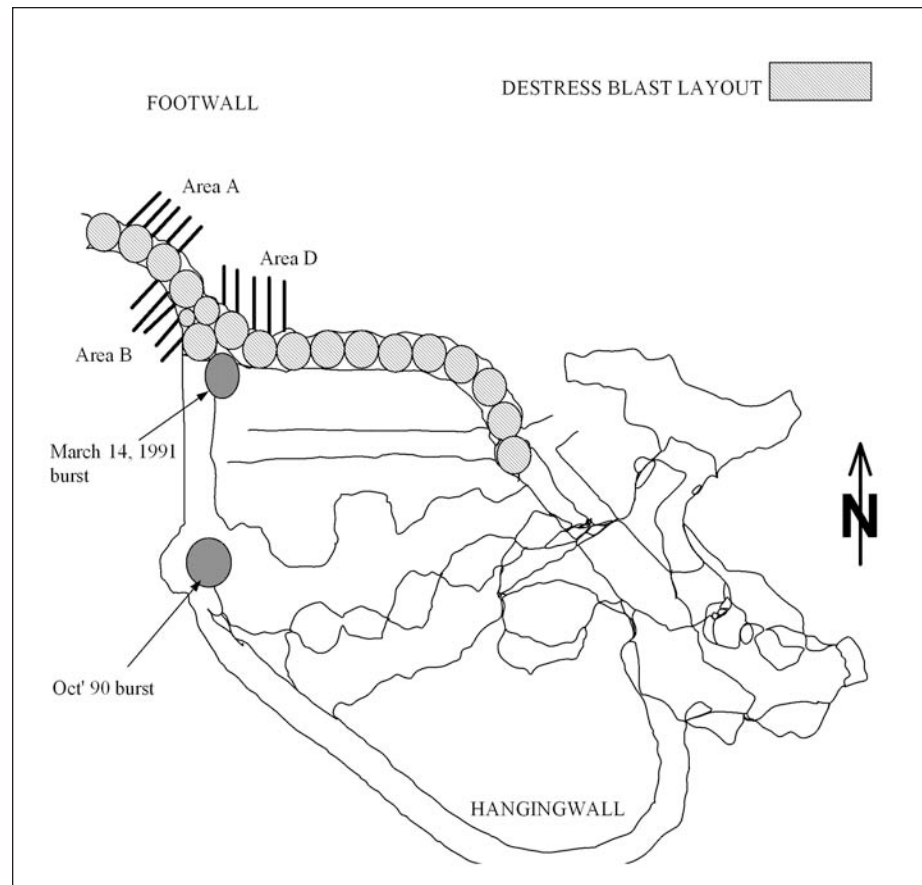 DESTRESS BLAST LAYOUT
FOOTWALL
Area A
Area D
Area B
March 14, 1991
burst
N
Oct' 90 burst
HANGINGWALL